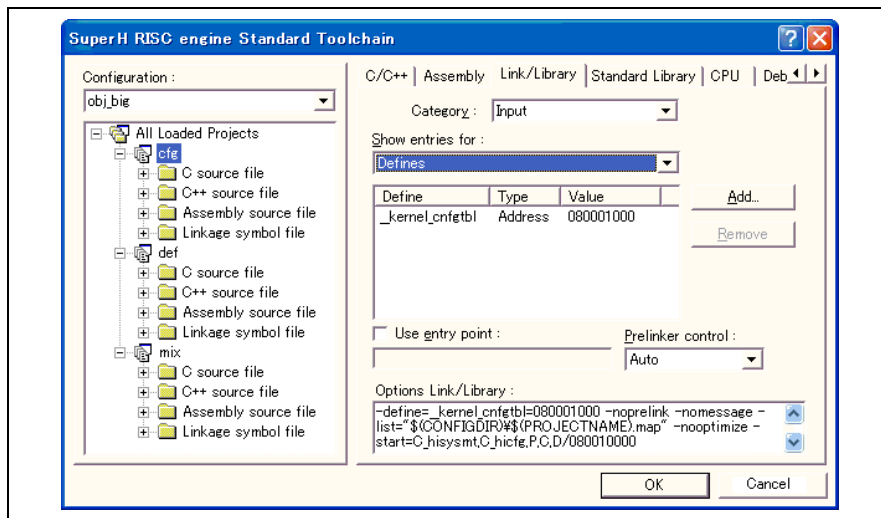 SuperH RISC engine Standard Toolchain
Configuration :
obj_big
All Loaded Projects
cfg
C source file
C++ source file
Assembly source file
Linkage symbol file
def
C source file
C++ source file
Assembly source file
Linkage symbol file
mix
C source file
C++ source file
Assembly source file
Linkage symbol file
C/C++ Assembly Link/Library Standard Library CPU Deb
Category : Input
Show entries for :
Defines
Define Type Value
_kernel_cnfgtbl Address 080001000
Add...
Remove
Use entry point :
Prelinker control :
Auto
Options Link/Library :
-define=_kernel_cnfgtbl=080001000 -noprelink -nomessage -
list="$(CONFIGDIR)¥$(PROJECTNAME).map" -nooptimize -
start=C_hisysmt,C_hicfg,P,C,D/080010000
OK Cancel